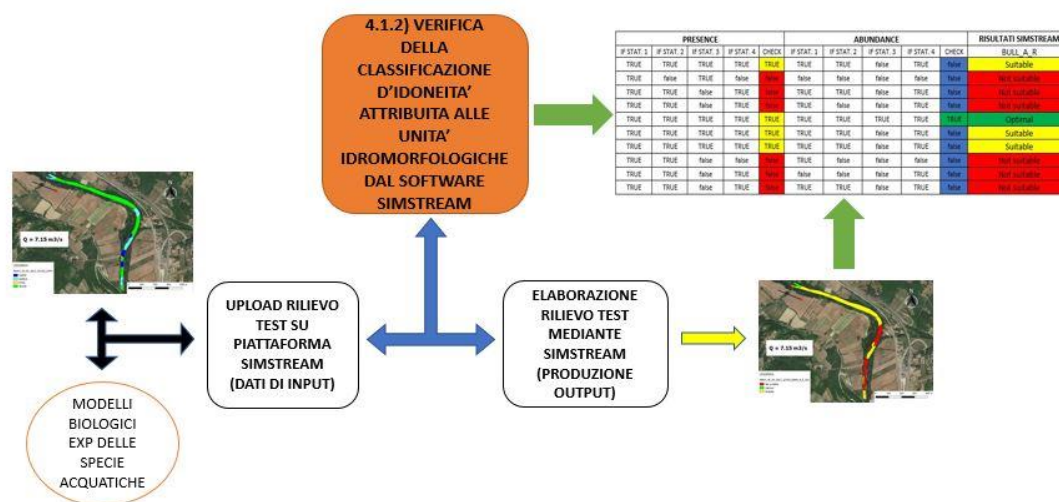 4.1.2) VERIFICA
DELLA
CLASSIFICAZIONE
D'IDONEITA'
ATTRIBUITA ALLE
UNITA'
IDROMORFOLOGICHE
DAL SOFTWARE
SIMSTREAM
PRESENCE ABUNDANCE RISULTATI SIMSTREAM
IF STAT. 1 IF STAT. 2 IF STAT. 3 IF STAT. 4 CHECK IF STAT. 1 IF STAT. 2 IF STAT. 3 IF STAT. 4 CHECK BULL_A_R
TRUE TRUE TRUE TRUE TRUE TRUE TRUE false TRUE false Suitable
TRUE false TRUE false false false TRUE false TRUE false Not suitable
TRUE TRUE false TRUE false TRUE TRUE false TRUE false Not suitable
TRUE TRUE false TRUE false TRUE TRUE false TRUE false Not suitable
TRUE TRUE TRUE TRUE TRUE TRUE TRUE TRUE TRUE TRUE Optimal
TRUE TRUE TRUE TRUE TRUE TRUE TRUE false TRUE false Suitable
TRUE TRUE TRUE TRUE TRUE TRUE TRUE false TRUE false Suitable
TRUE TRUE false false false false false false TRUE false Not suitable
TRUE TRUE false TRUE false TRUE TRUE false TRUE false Not suitable
TRUE TRUE false TRUE false TRUE TRUE false TRUE false Not suitable
Q = 7.15 m3/s
UPLOAD RILIEVO
TEST SU
PIATTAFORMA
SIMSTREAM
(DATI DI INPUT)
ELABORAZIONE
RILIEVO TEST
MEDIANTE
SIMSTREAM
(PRODUZIONE
OUTPUT)
Q = 7.15 m3/s
MODELLI
BIOLOGICI
EXP DELLE
SPECIE
ACQUATICHE